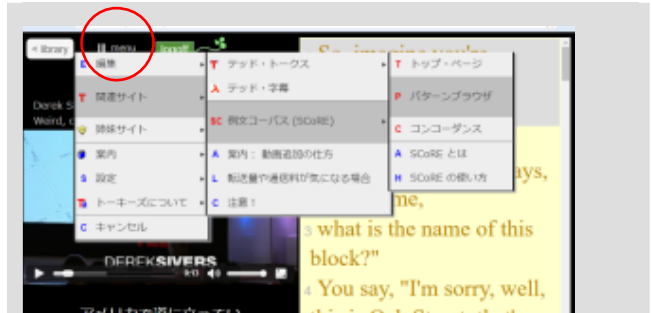 < library
menu
logoff
So, imagine you're
E 編集
T 関連サイト
姉妹サイト
案内
S 設定
トーキーズについて
C キャンセル
T テッド・トークス
人 テッド・字幕
SC 例文コーパス (SCoRE)
A 案内： 動画追加の仕方
L 転送量や通信料が気になる場合
C 注意！
T トップ・ページ
P パターンブラウザ
C コンコーダンス
A SCoRE とは
H SCoRE の使い方
Derek S
Weird, o
ays,
me,
3 what is the name of this
block?"
4 You say, "I'm sorry, well,
DEREKSIVERS